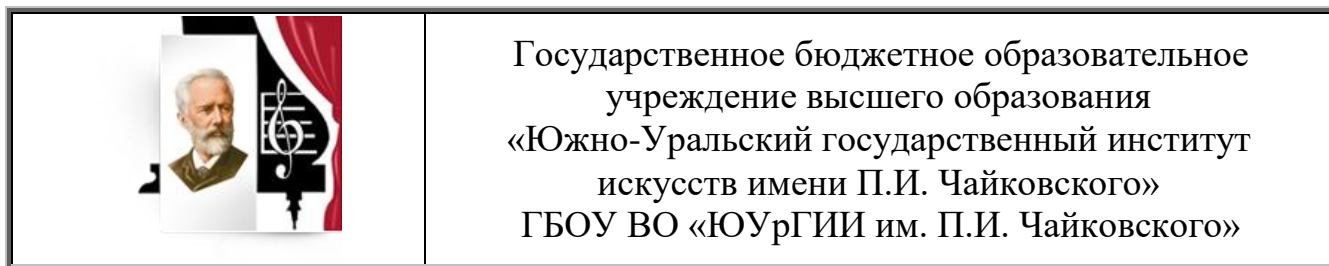 Государственное бюджетное образовательное
учреждение высшего образования
«Южно-Уральский государственный институт
искусств имени П.И. Чайковского»
ГБОУ ВО «ЮУрГИИ им. П.И. Чайковского»